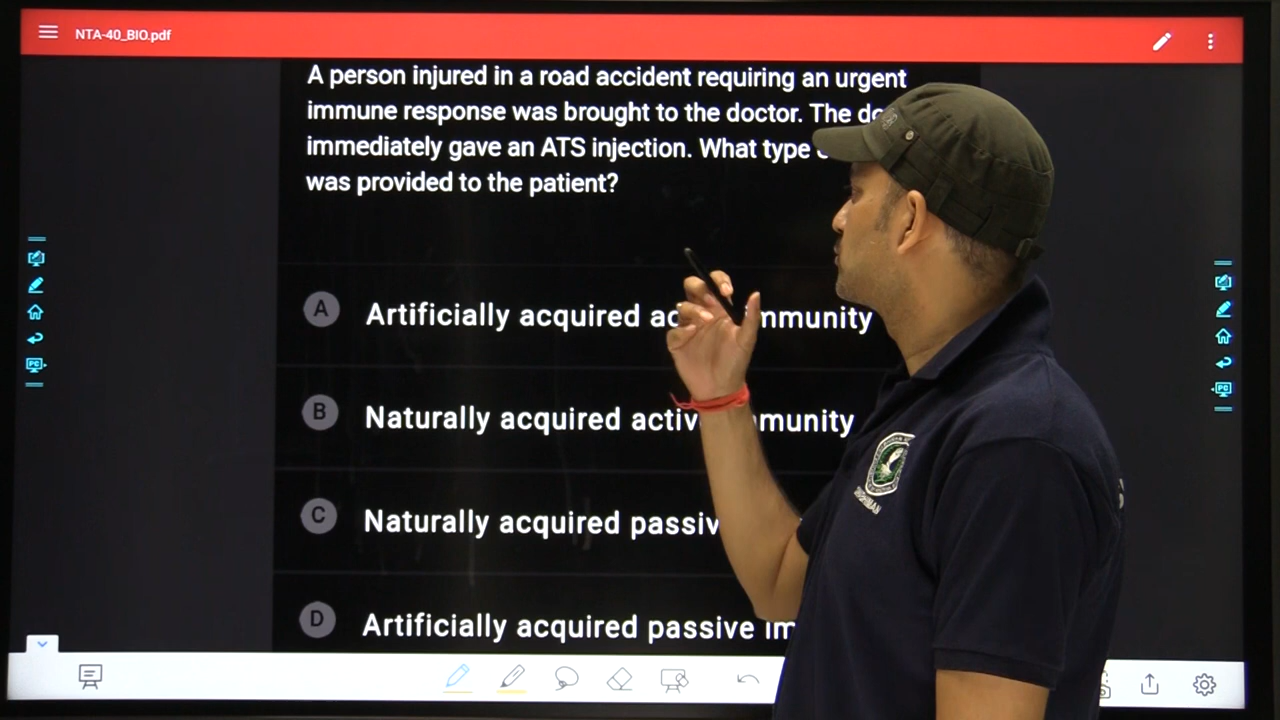 NTA-40_BIO.pdf
A person injured in a road accident requiring an urgent
immune response was brought to the doctor. The
immediately gave an ATS injection. What type
was provided to the patient?
A Artificially acquired immunity
B Naturally acquired
C Naturally acquired
D Artificially acquired passive